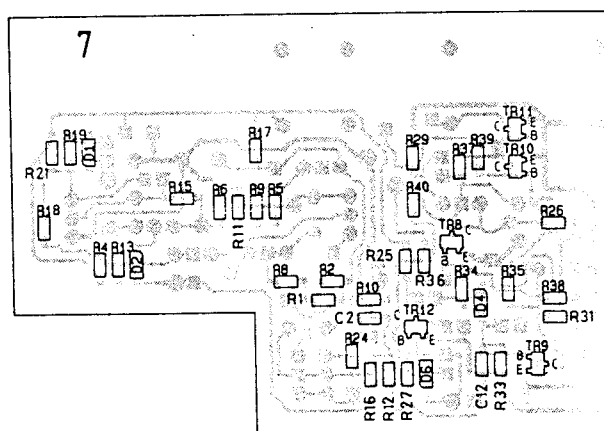 7
TR11
C E
B
R19 R17 R29 R37 R39 TR10
C E
B
D1
R21
R15 R6 R9 R5 R40
R11
R18 R26
TR8 C
B E
R4 R13 D2 R25 R36
R8 R2 R34 R35
R1 R10 D4 R38
C2 C TR12 R31
B E
R24 TR9
B
E C
R16 R12 R27 D6 C12 R33